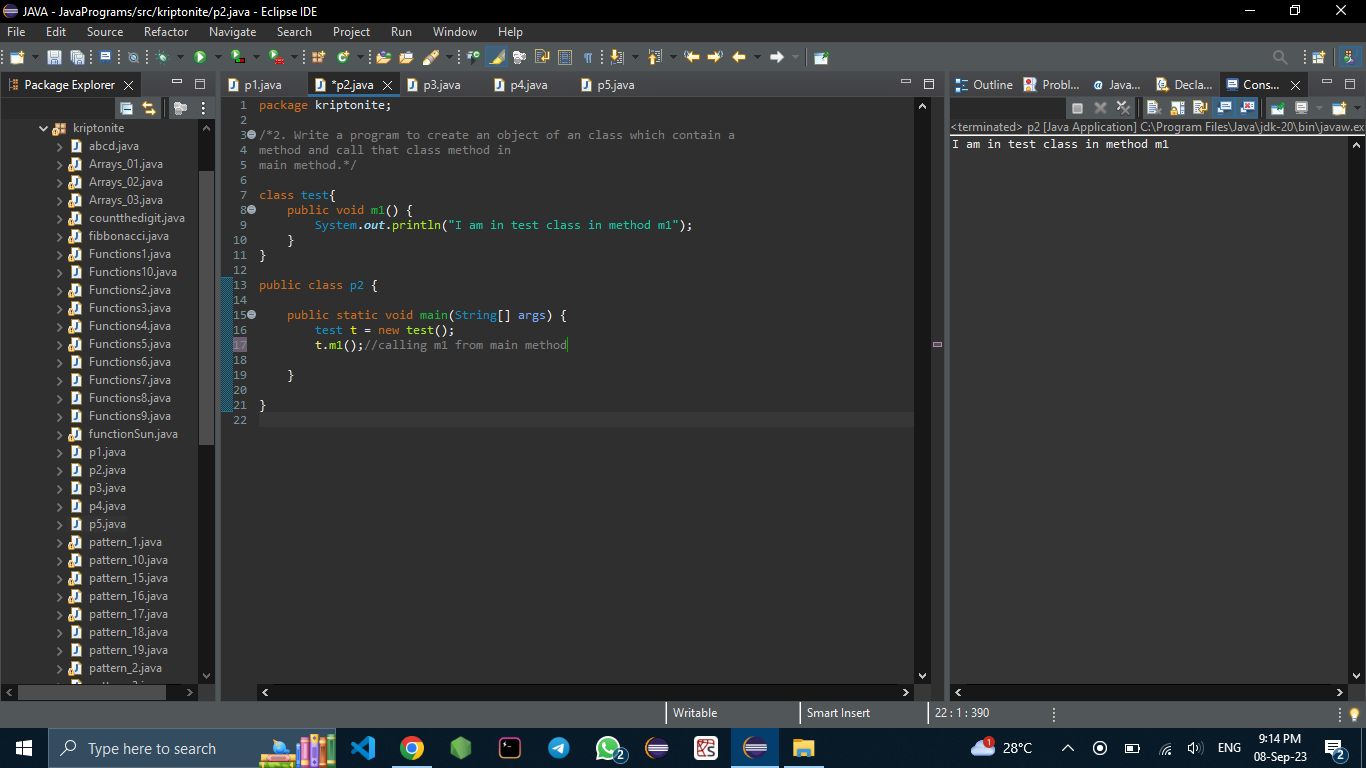 JAVA - JavaPrograms/src/kriptonite/p2.java - Eclipse IDE
File Edit Source Refactor Navigate Search Project Run Window Help
Package Explorer
kriptonite
abcd.java
Arrays_01.java
Arrays_02.java
Arrays_03.java
countthedigit.java
fibbonacci.java
Functions1.java
Functions10.java
Functions2.java
Functions3.java
Functions4.java
Functions5.java
Functions6.java
Functions7.java
Functions8.java
Functions9.java
functionSun.java
p1.java
p2.java
p3.java
p4.java
p5.java
pattern_1.java
pattern_10.java
pattern_15.java
pattern_16.java
pattern_17.java
pattern_18.java
pattern_19.java
pattern_2.java
p1.java *p2.java p3.java p4.java p5.java
1 package kriptonite;
2
3 /*2. Write a program to create an object of an class which contain a
4 method and call that class method in
5 main method.*/
6
7 class test{
8 public void m1() {
9 System.out.println("I am in test class in method m1");
10 }
11 }
12
13 public class p2 {
14
15 public static void main(String[] args) {
16 test t = new test();
17 t.m1();//calling m1 from main method
18
19 }
20
21 }
22
Outline Probl... @ Java... Decla... Cons...
<terminated> p2 [Java Application] C:\Program Files\Java\jdk-20\bin\javaw.ex
I am in test class in method m1
Writable Smart Insert 22 : 1 : 390
Type here to search
2
1
28°C
ENG
9:14 PM
08-Sep-23
2